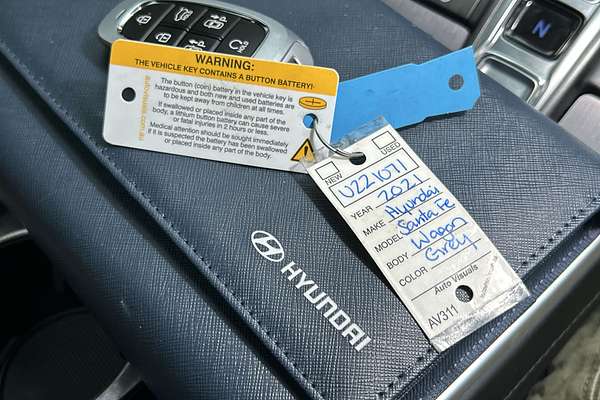 WARNING:
THE VEHICLE KEY CONTAINS A BUTTON BATTERY!
The button (coin) battery in the vehicle key is
hazardous and both new and used batteries are
to be kept away from children at all times.
If swallowed or placed inside any part of the
body, a lithium button battery can cause severe
or fatal injuries in 2 hours or less.
Medical attention should be sought immediately
if it is suspected the battery has been swallowed
or placed inside any part of the body.
autovisuals.com.au
HOLD
N
NEW
USED
U221071
YEAR 2021
MAKE Hyundai
MODEL Santa Fe
BODY Wagon
COLOR Grey
Auto Visuals
AV311
HYUNDAI